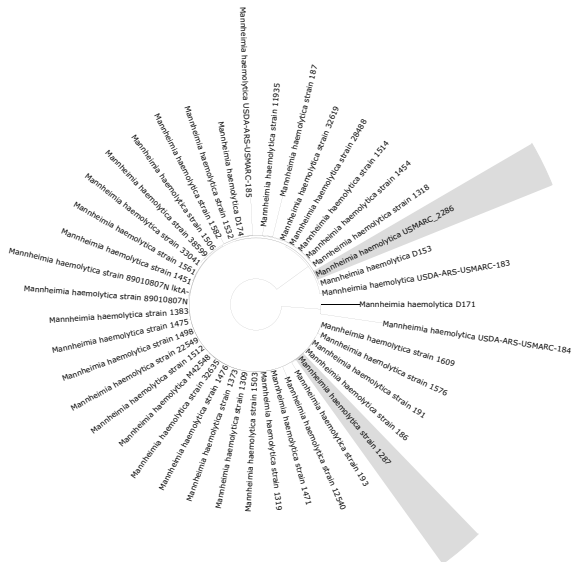 Mannheimia haemolytica USDA-ARS-USMARC-185
Mannheimia haemolytica strain 11935
Mannheimia haemolytica strain 187
Mannheimia haemolytica strain 32619
Mannheimia haemolytica strain 28488
Mannheimia haemolytica strain 1514
Mannheimia haemolytica strain 1454
Mannheimia haemolytica strain 1318
Mannheimia haemolytica USMARC_2286
Mannheimia haemolytica D153
Mannheimia haemolytica USDA-ARS-USMARC-183
Mannheimia haemolytica D171
Mannheimia haemolytica USDA-ARS-USMARC-184
Mannheimia haemolytica strain 1609
Mannheimia haemolytica strain 1576
Mannheimia haemolytica strain 191
Mannheimia haemolytica strain 186
Mannheimia haemolytica strain 1287
Mannheimia haemolytica strain 193
Mannheimia haemolytica strain 12540
Mannheimia haemolytica strain 1471
Mannheimia haemolytica strain 1319
Mannheimia haemolytica strain 1503
Mannheimia haemolytica strain 1309
Mannheimia haemolytica strain 1373
Mannheimia haemolytica strain 1476
Mannheimia haemolytica strain 32635
Mannheimia haemolytica M42548
Mannheimia haemolytica strain 1512
Mannheimia haemolytica strain 22549
Mannheimia haemolytica strain 1498
Mannheimia haemolytica strain 1475
Mannheimia haemolytica strain 1383
Mannheimia haemolytica strain 89010807N
Mannheimia haemolytica strain 89010807N lktA-
Mannheimia haemolytica strain 1451
Mannheimia haemolytica strain 1561
Mannheimia haemolytica strain 33041
Mannheimia haemolytica strain 38599
Mannheimia haemolytica strain 1506
Mannheimia haemolytica strain 1582
Mannheimia haemolytica strain 1532
Mannheimia haemolytica D174